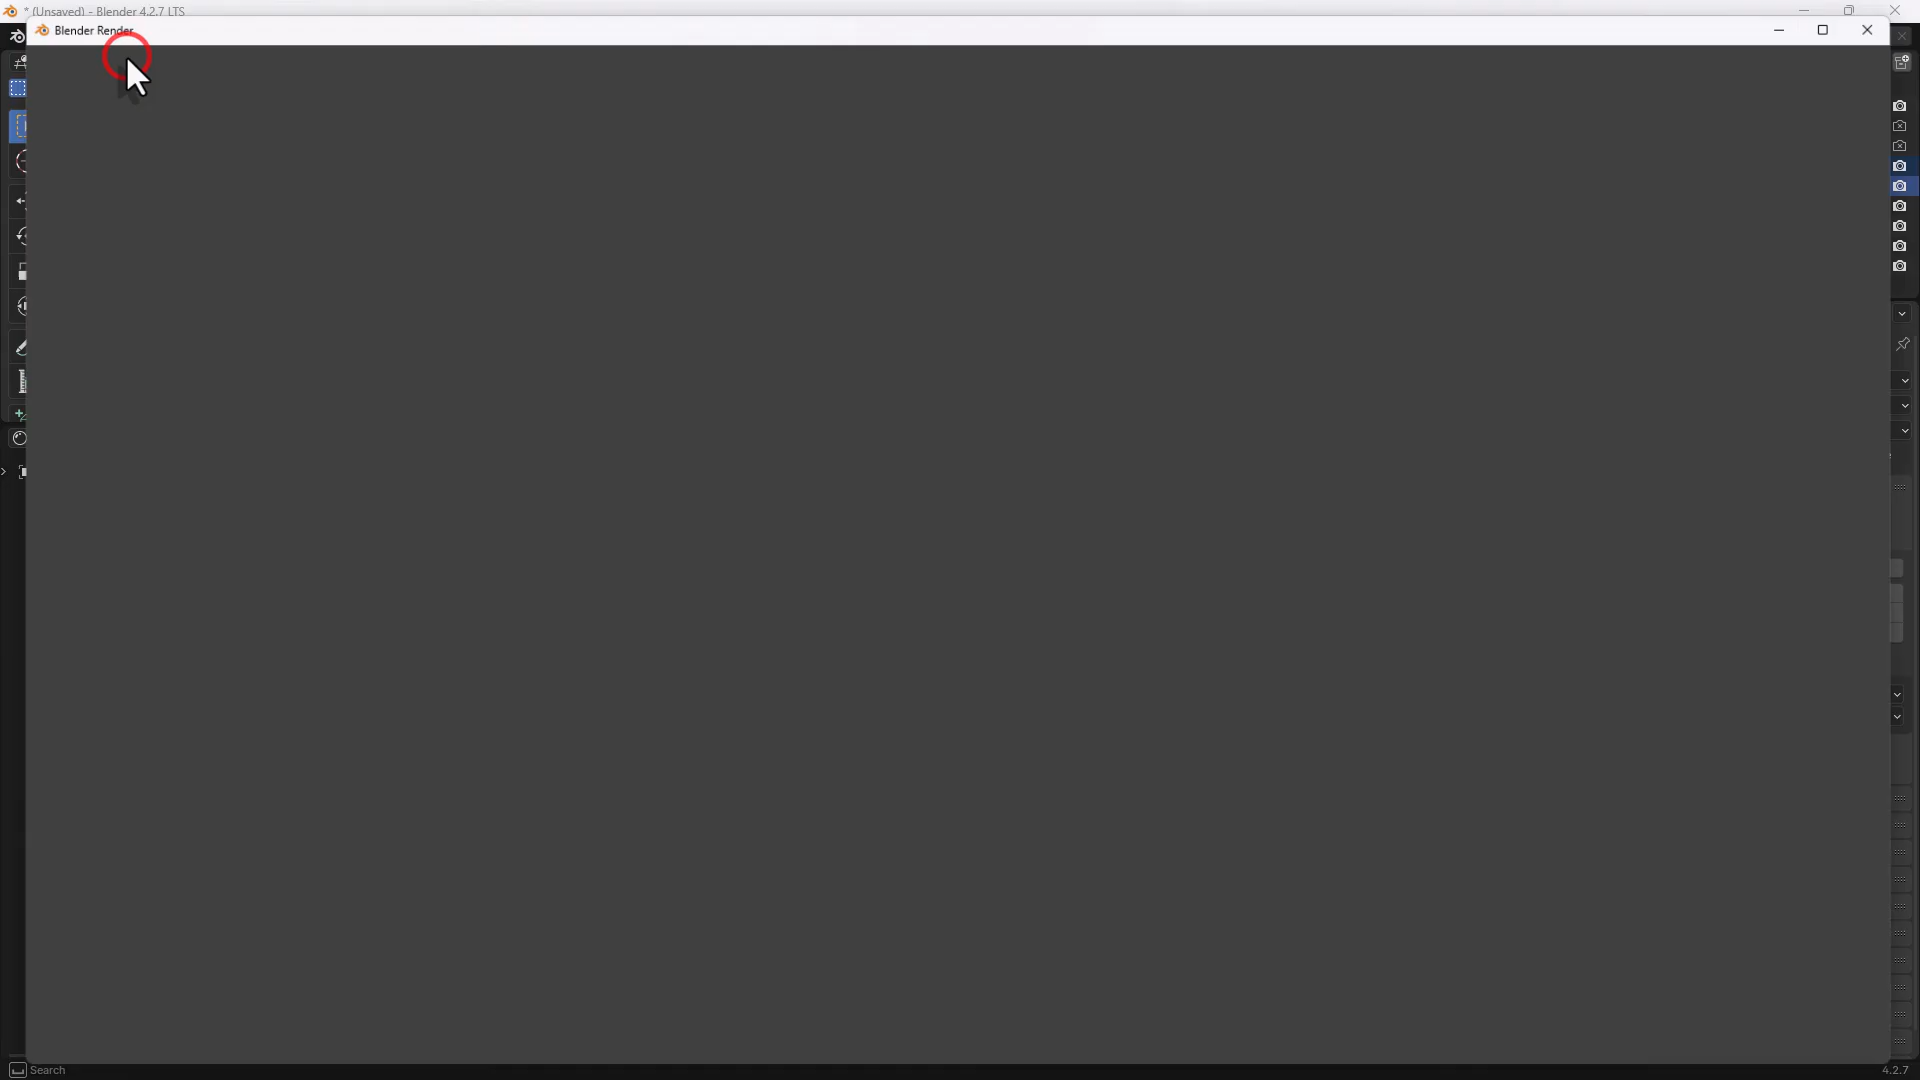 * (Unsaved) - Blender 4.2.7 LTS
Blender Render
Search
4.2.7